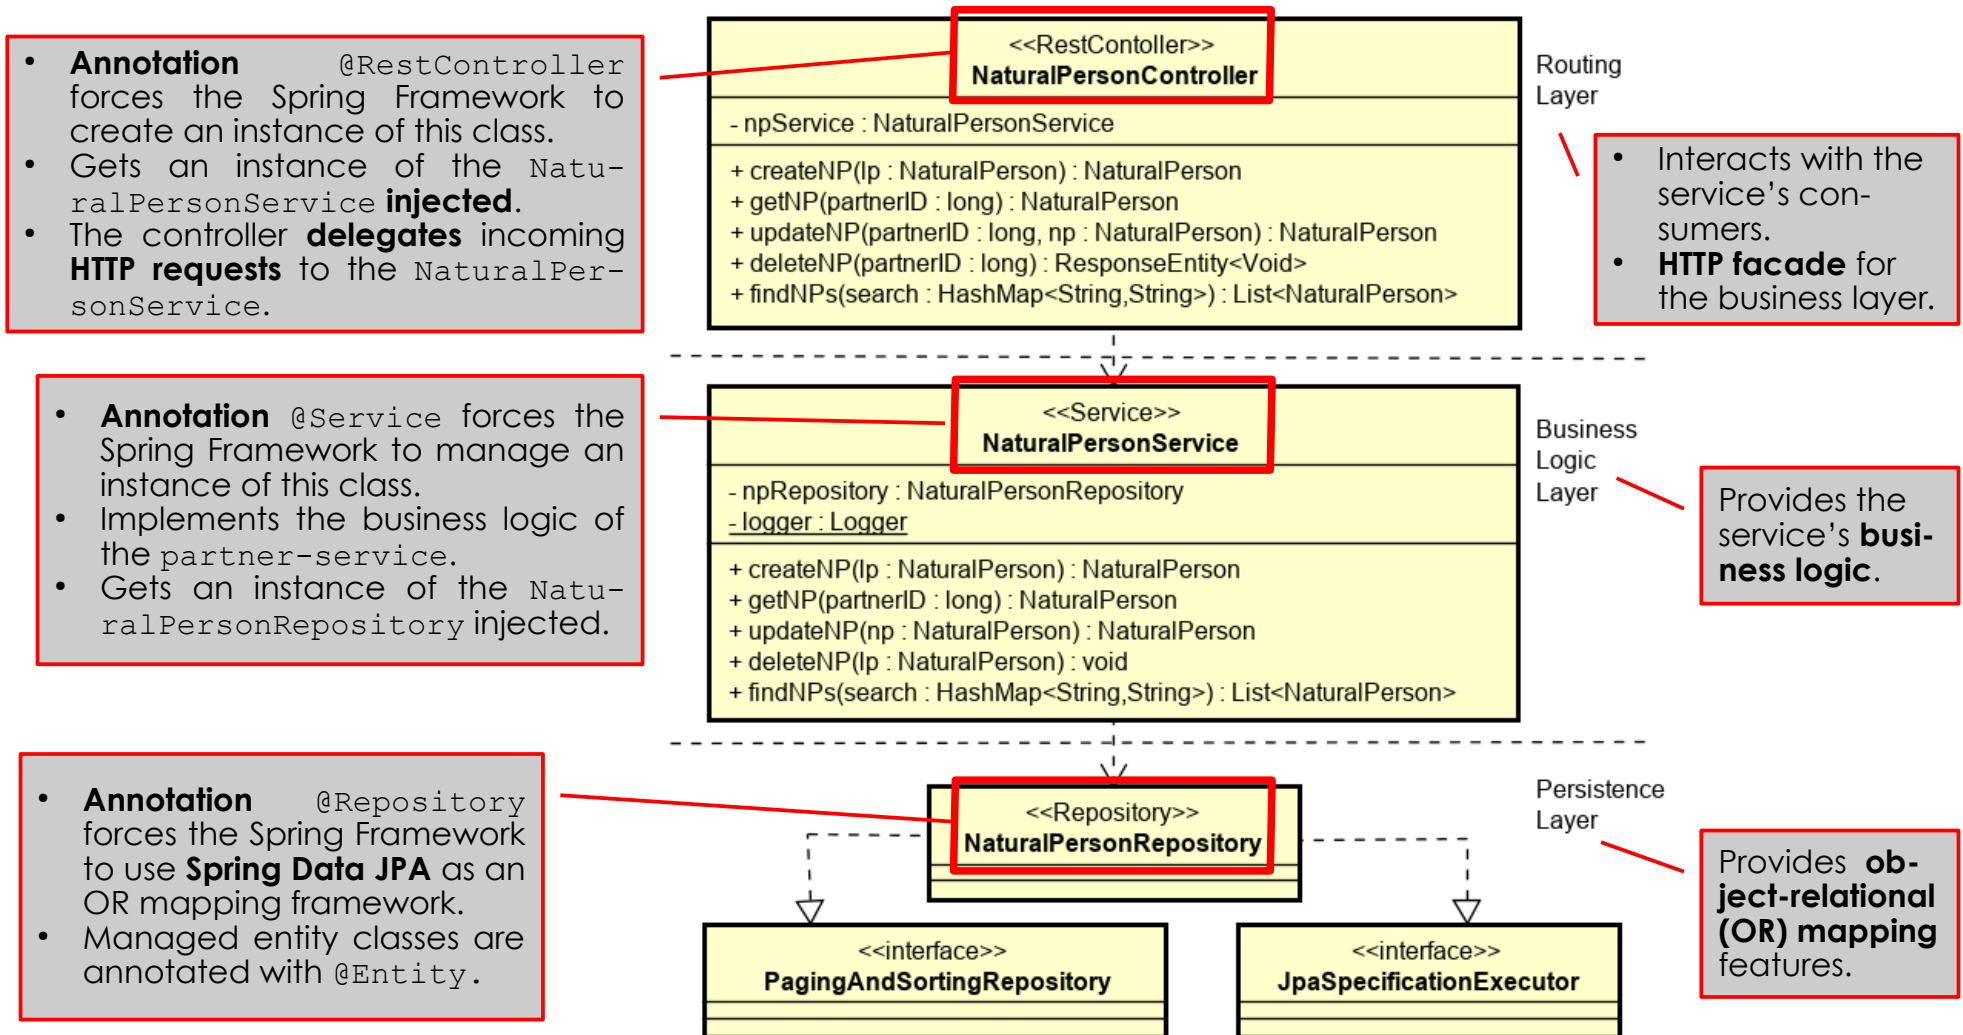 • Annotation @RestController
forces the Spring Framework to
create an instance of this class.
• Gets an instance of the Natu-
ralPersonService injected.
• The controller delegates incoming
HTTP requests to the NaturalPer-
sonService.
<<RestContoller>>
NaturalPersonController
- npService : NaturalPersonService
+ createNP(lp : NaturalPerson) : NaturalPerson
+ getNP(partnerID : long) : NaturalPerson
+ updateNP(partnerID : long, np : NaturalPerson) : NaturalPerson
+ deleteNP(partnerID : long) : ResponseEntity<Void>
+ findNPs(search : HashMap<String,String>) : List<NaturalPerson>
Routing
Layer
• Interacts with the
service’s con-
sumers.
• HTTP facade for
the business layer.
• Annotation @Service forces the
Spring Framework to manage an
instance of this class.
• Implements the business logic of
the partner-service.
• Gets an instance of the Natu-
ralPersonRepository injected.
<<Service>>
NaturalPersonService
- npRepository : NaturalPersonRepository
- logger : Logger
+ createNP(lp : NaturalPerson) : NaturalPerson
+ getNP(partnerID : long) : NaturalPerson
+ updateNP(np : NaturalPerson) : NaturalPerson
+ deleteNP(lp : NaturalPerson) : void
+ findNPs(search : HashMap<String,String>) : List<NaturalPerson>
Business
Logic
Layer
Provides the
service’s busi-
ness logic.
• Annotation @Repository
forces the Spring Framework
to use Spring Data JPA as an
OR mapping framework.
• Managed entity classes are
annotated with @Entity.
<<Repository>>
NaturalPersonRepository
<<interface>>
PagingAndSortingRepository
<<interface>>
JpaSpecificationExecutor
Persistence
Layer
Provides ob-
ject-relational
(OR) mapping
features.